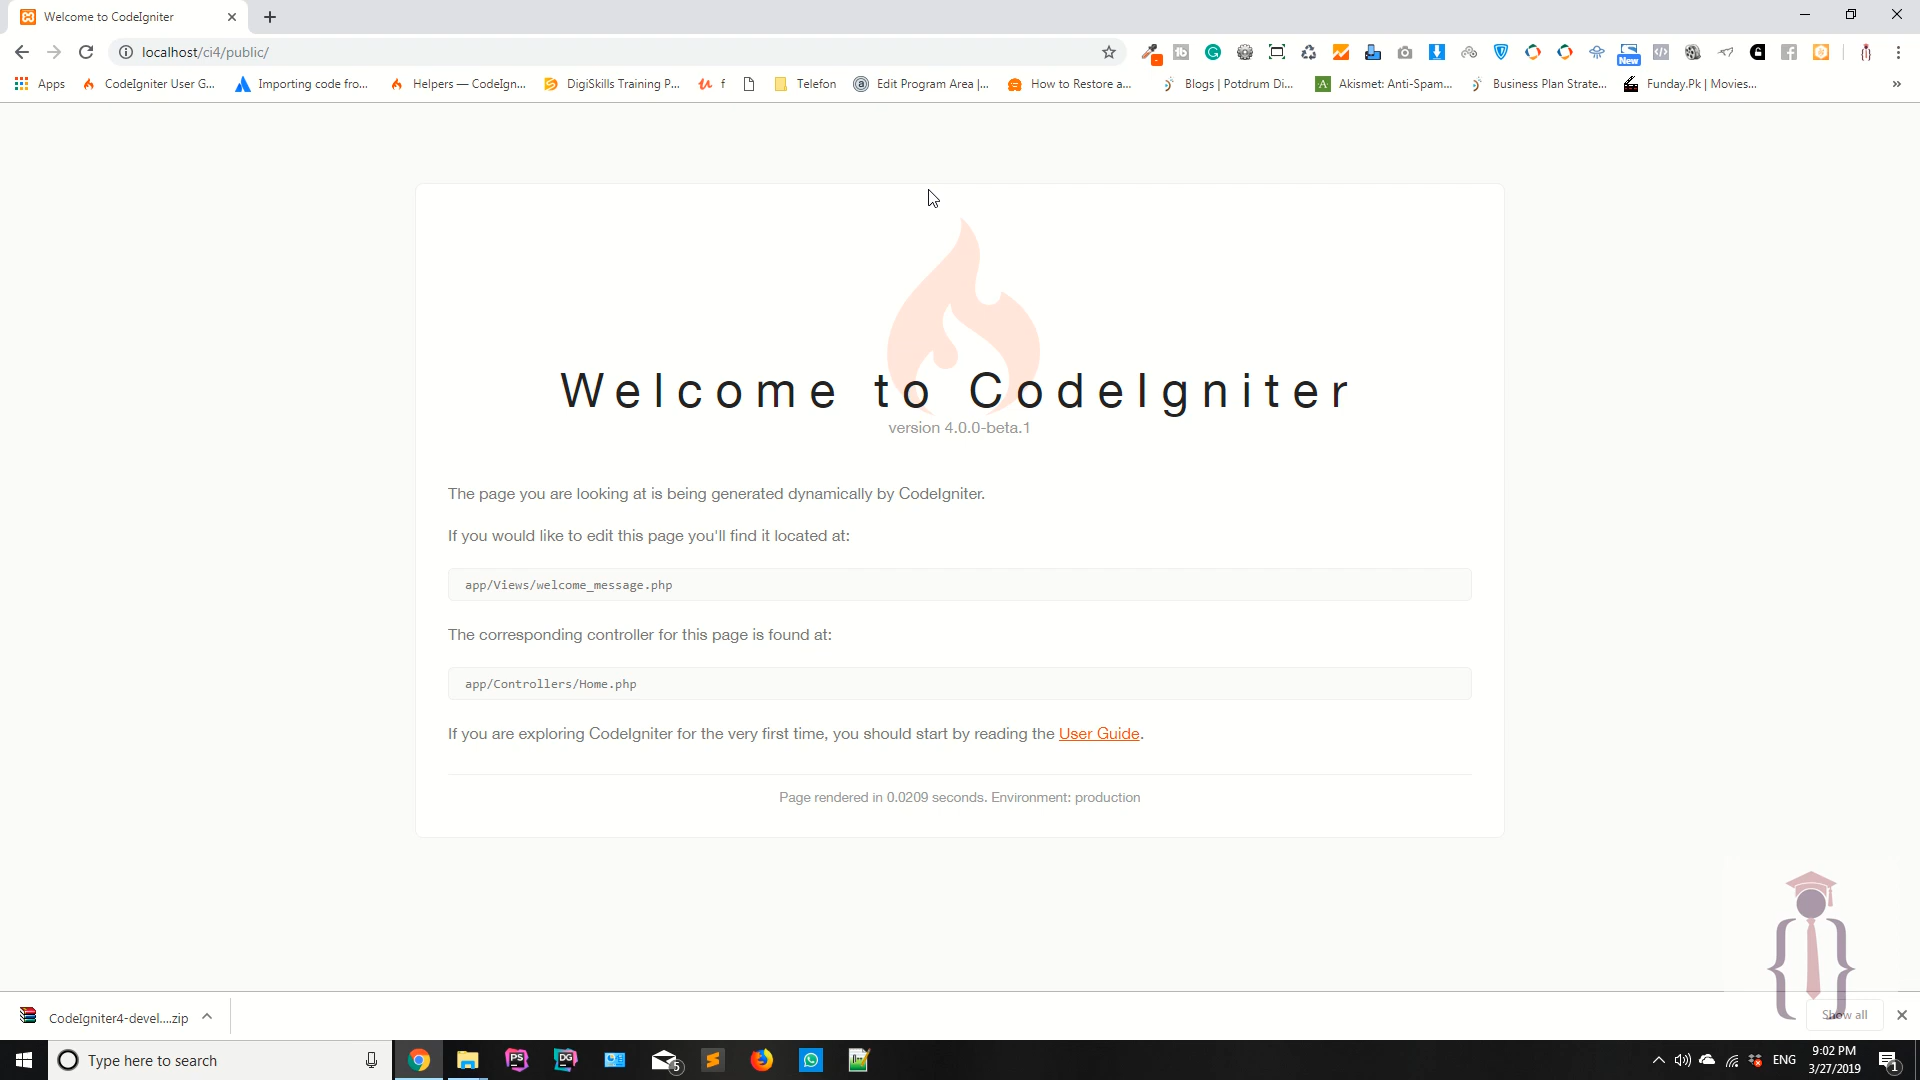 Welcome to CodeIgniter
localhost/ci4/public/
New
Apps
CodeIgniter User G...
Importing code fro...
Helpers — CodeIgn...
DigiSkills Training P...
f
Telefon
Edit Program Area |...
How to Restore a...
Blogs | Potdrum Di...
Akismet: Anti-Spam...
Business Plan Strate...
Funday.Pk | Movies...
»
Welcome to CodeIgniter
version 4.0.0-beta.1
The page you are looking at is being generated dynamically by CodeIgniter.
If you would like to edit this page you'll find it located at:
app/Views/welcome_message.php
The corresponding controller for this page is found at:
app/Controllers/Home.php
If you are exploring CodeIgniter for the very first time, you should start by reading the User Guide.
Page rendered in 0.0209 seconds. Environment: production
CodeIgniter4-devel....zip
Show all
Type here to search
PS
DG
5
ENG
9:02 PM
3/27/2019
1